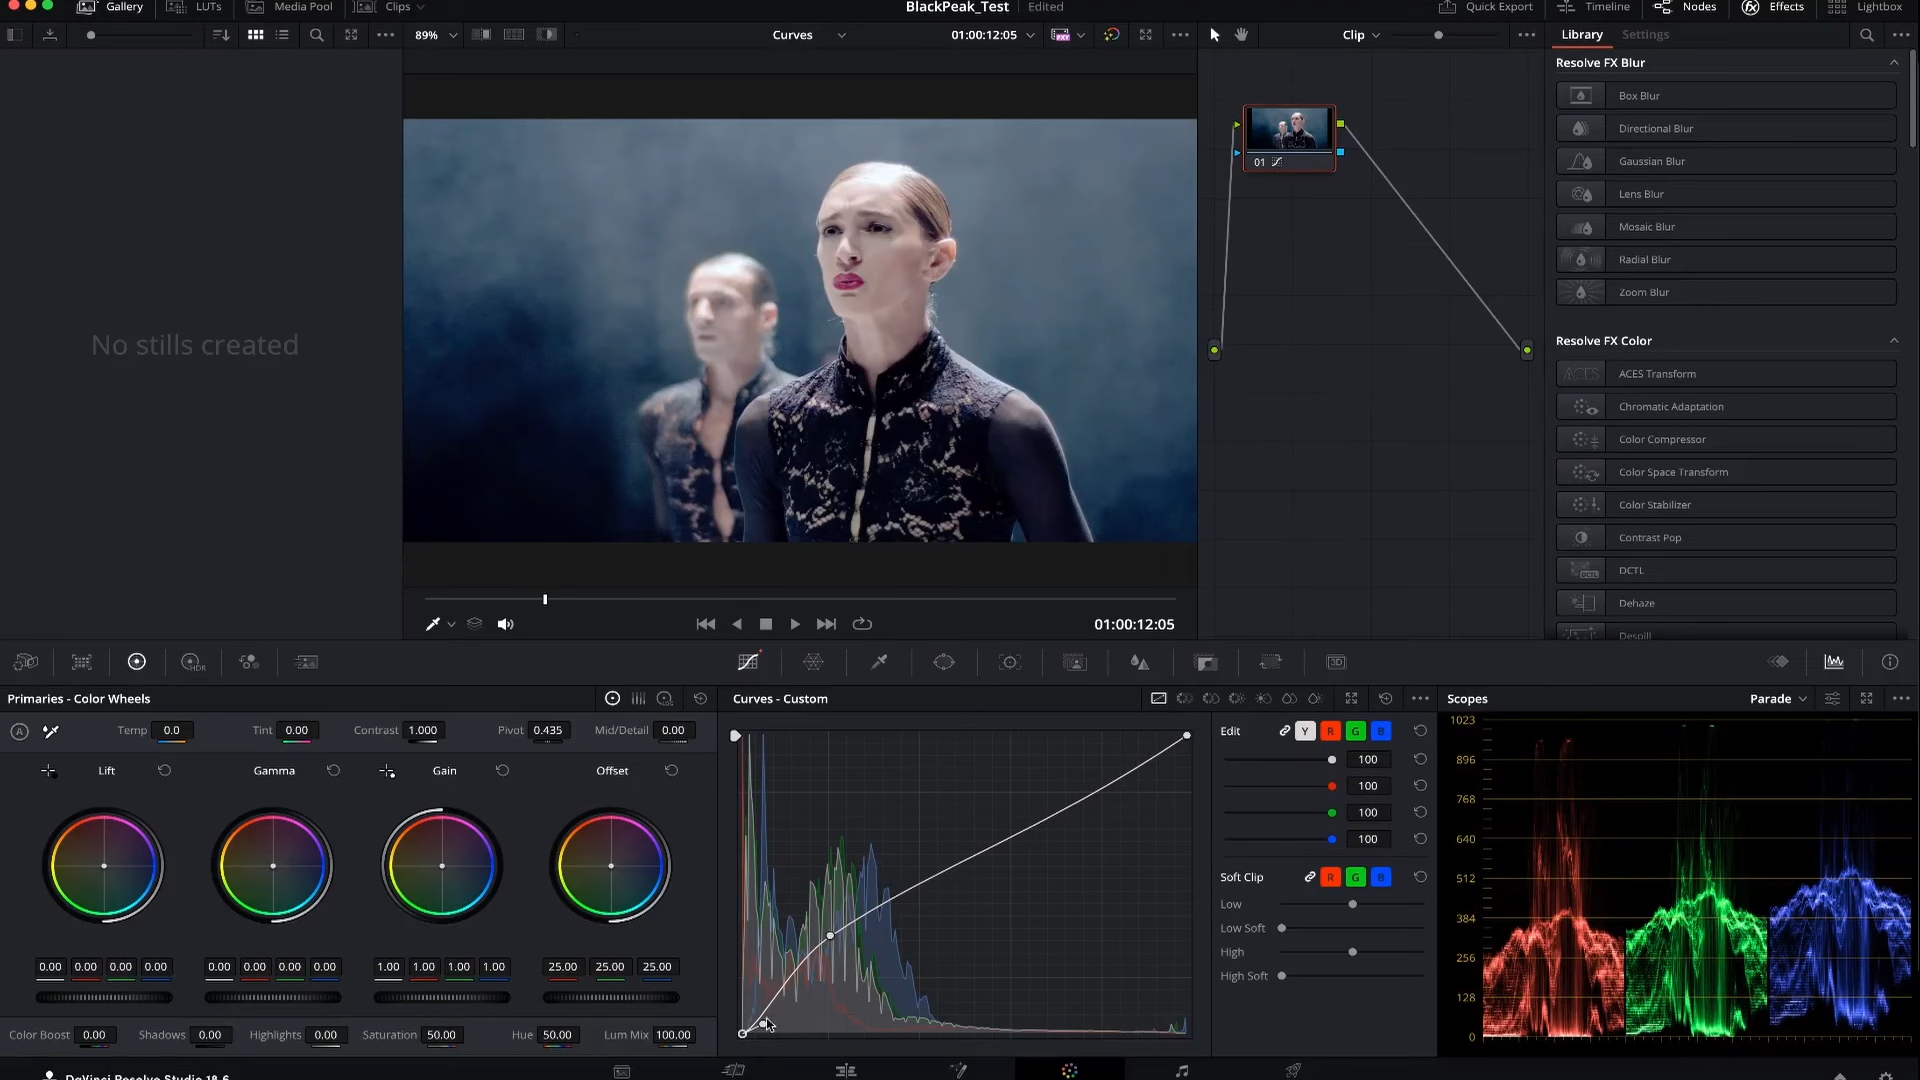 Gallery LUTs Media Pool Clips BlackPeak_Test Edited Quick Export Timeline Nodes Effects Lightbox
89% Curves 01:00:12:05 Clip Library Settings
Resolve FX Blur
Box Blur
Directional Blur
Gaussian Blur
Lens Blur
Mosaic Blur
Radial Blur
Zoom Blur
Resolve FX Color
ACES Transform
Chromatic Adaptation
Color Compressor
Color Space Transform
Color Stabilizer
Contrast Pop
DCTL
Dehaze
Despill
No stills created
01
01:00:12:05
HDR
3D
Primaries - Color Wheels
Temp 0.0 Tint 0.00 Contrast 1.000 Pivot 0.435 Mid/Detail 0.00
Lift Gamma Gain Offset
0.00 0.00 0.00 0.00 0.00 0.00 0.00 0.00 1.00 1.00 1.00 1.00 25.00 25.00 25.00
Color Boost 0.00 Shadows 0.00 Highlights 0.00 Saturation 50.00 Hue 50.00 Lum Mix 100.00
Curves - Custom
Edit Y R G B
100
100
100
100
Soft Clip R G B
Low
Low Soft
High
High Soft
Scopes Parade
1023
896
768
640
512
384
256
128
0
DaVinci Resolve Studio 18.6